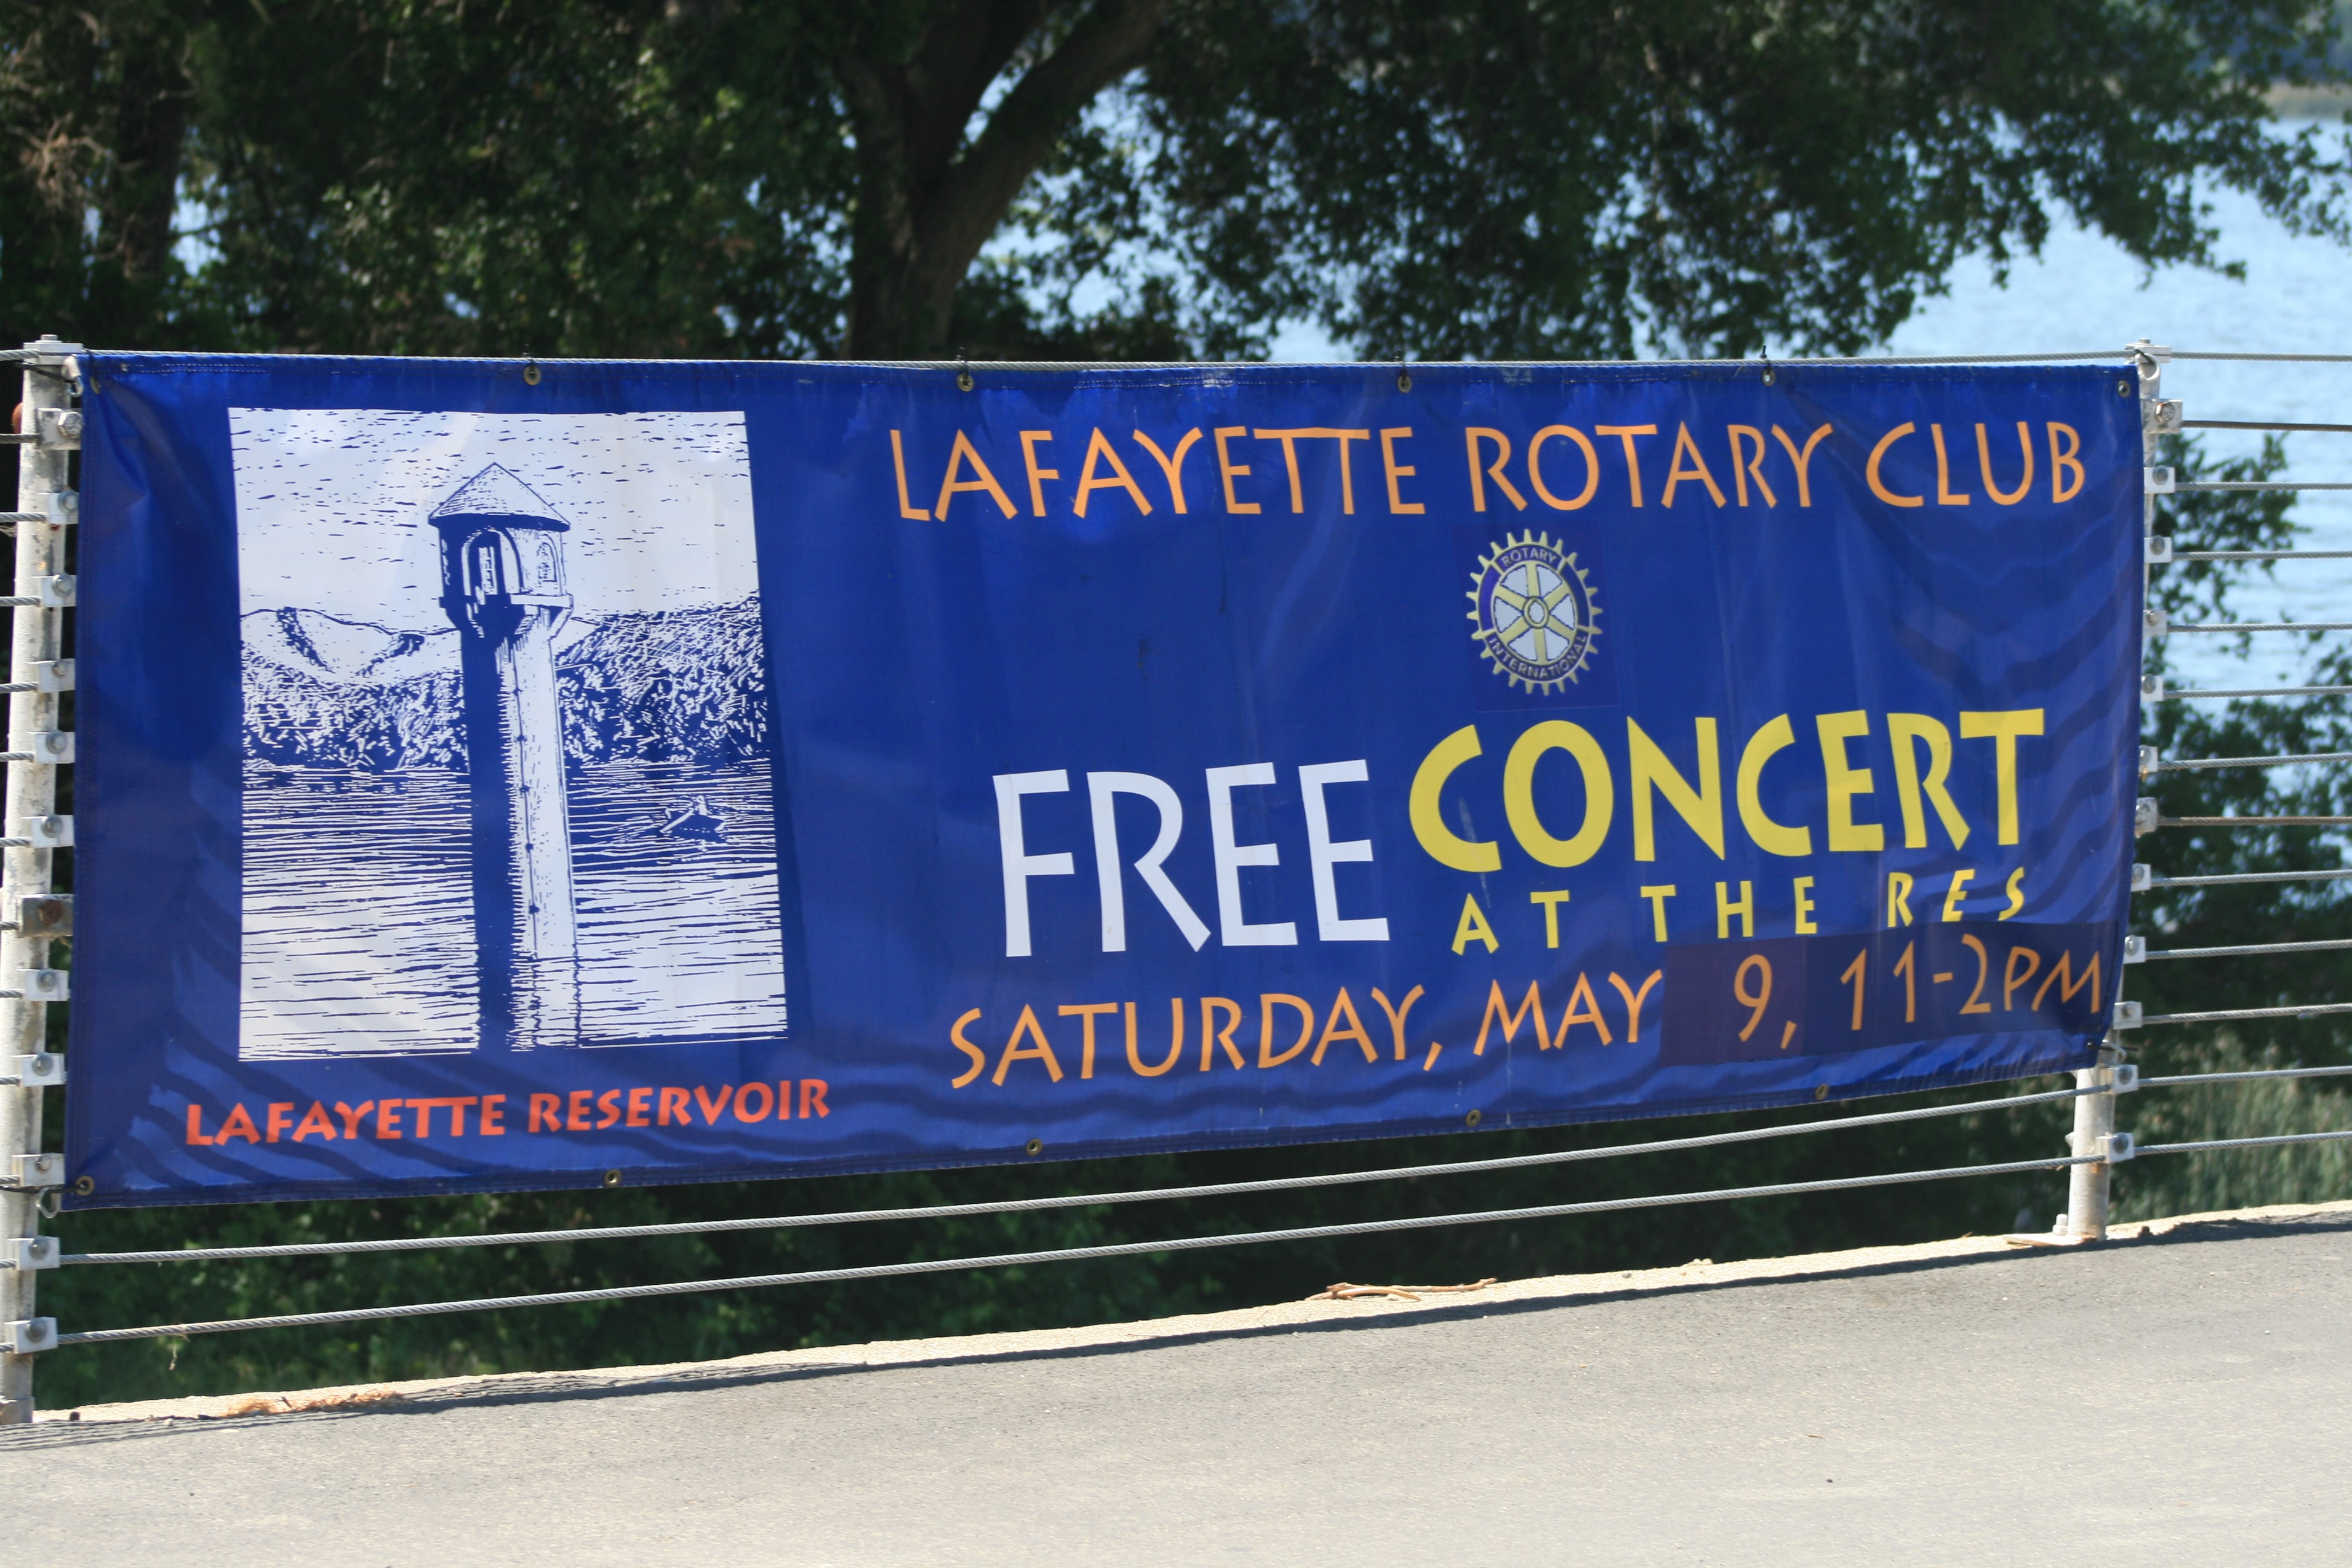 LAFAYETTE ROTARY CLUB
ROTARY
INTERNATIONAL
FREE CONCERT
AT THE RES
SATURDAY, MAY 9, 11-2PM
LAFAYETTE RESERVOIR